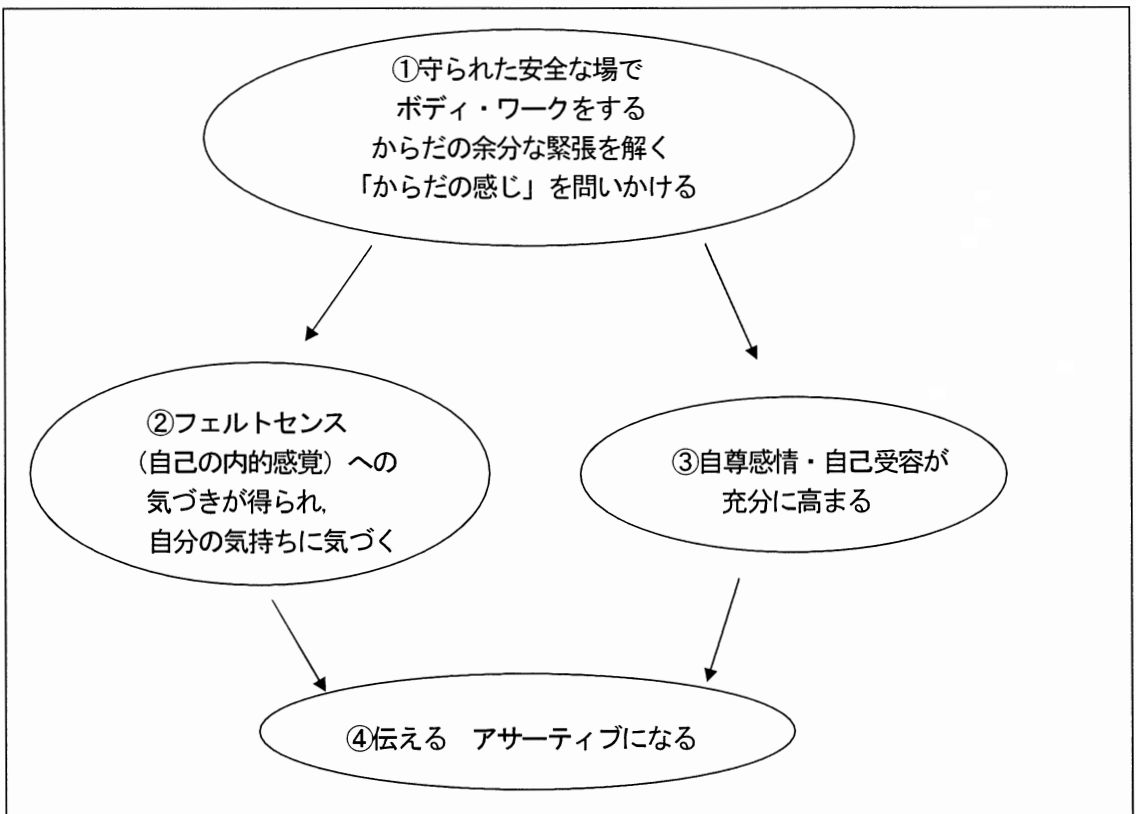 ①守られた安全な場で
ボディ・ワークをする
からだの余分な緊張を解く
「からだの感じ」を問いかける
②フェルトセンス
(自己の内的感覚)への
気づきが得られ,
自分の気持ちに気づく
③自尊感情・自己受容が
充分に高まる
④伝える　アサーティブになる